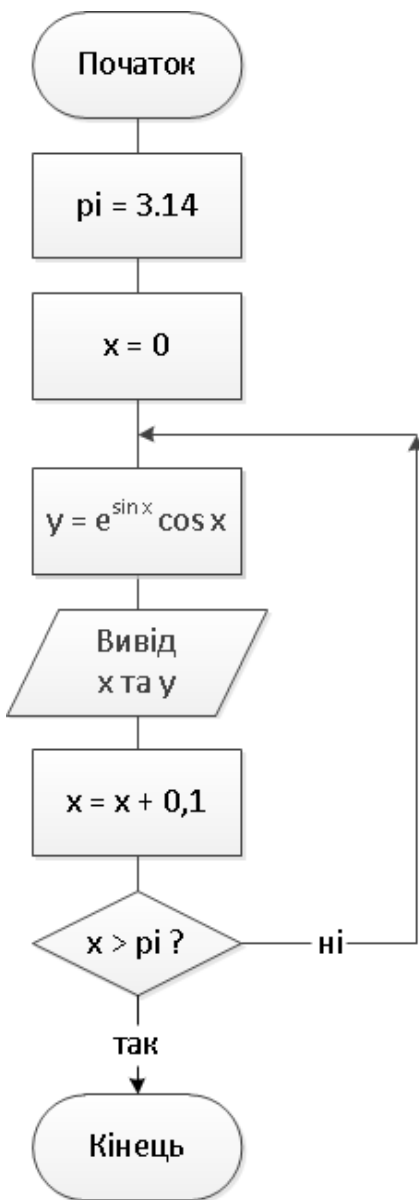 Початок
pi = 3.14
x = 0
y = e^sin x cos x
Вивід
x та y
x = x + 0,1
x > pi ?
ні
так
Кінець